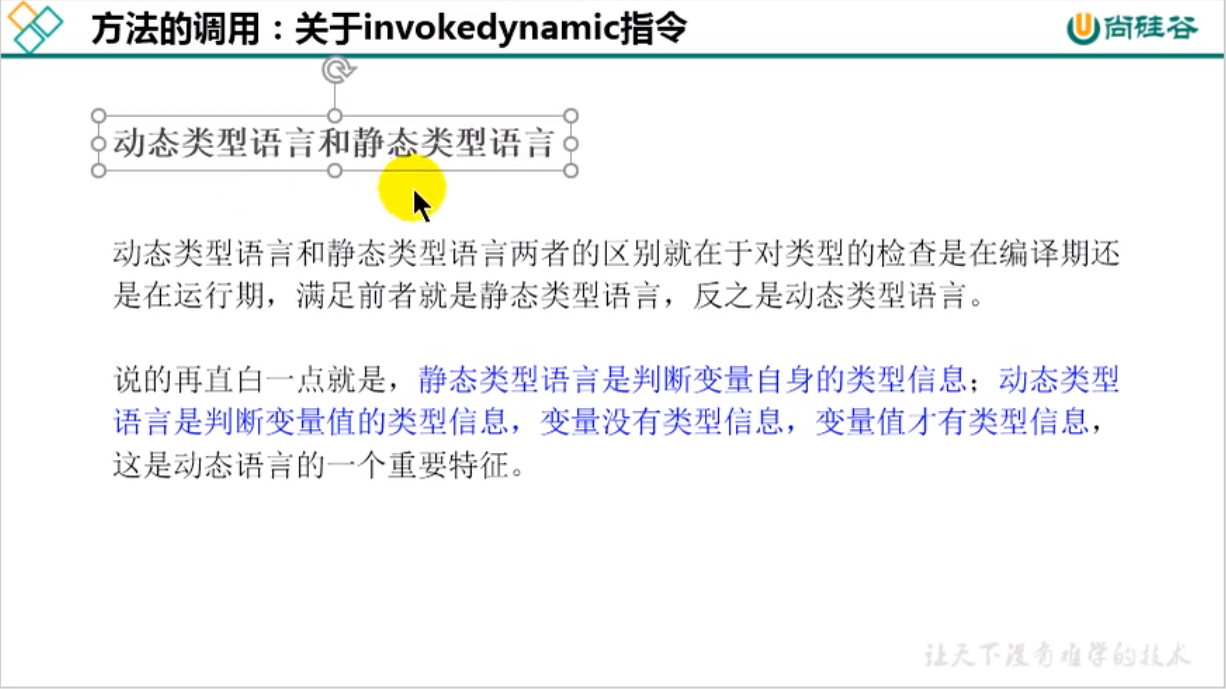 方法的调用：关于invokedynamic指令
尚硅谷
动态类型语言和静态类型语言
动态类型语言和静态类型语言两者的区别就在于对类型的检查是在编译期还
是在运行期，满足前者就是静态类型语言，反之是动态类型语言。
说的再直白一点就是，静态类型语言是判断变量自身的类型信息；动态类型
语言是判断变量值的类型信息，变量没有类型信息，变量值才有类型信息，
这是动态语言的一个重要特征。
让天下没有难学的技术